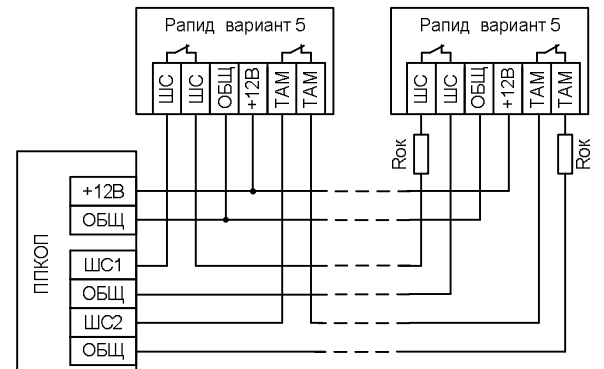 Рапид вариант 5
ШС
ШС
ОБЩ
+12В
ТАМ
ТАМ
Рапид вариант 5
ШС
ШС
ОБЩ
+12В
ТАМ
ТАМ
Rок
Rок
ППКОП
+12В
ОБЩ
ШС1
ОБЩ
ШС2
ОБЩ